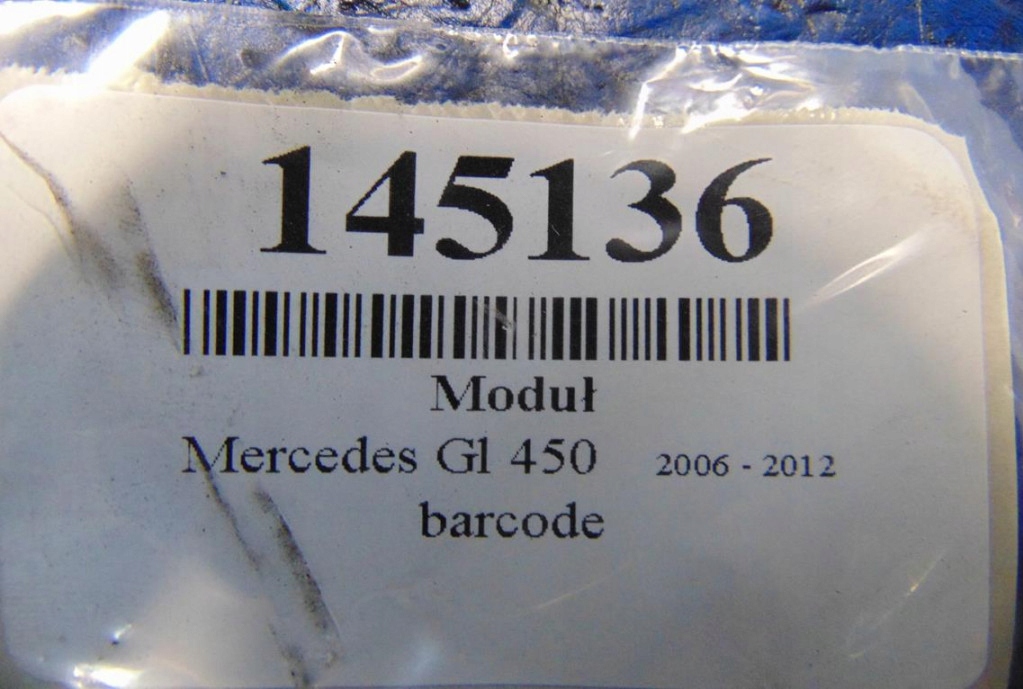 145136
Moduł
Mercedes Gl 450 2006 - 2012
barcode